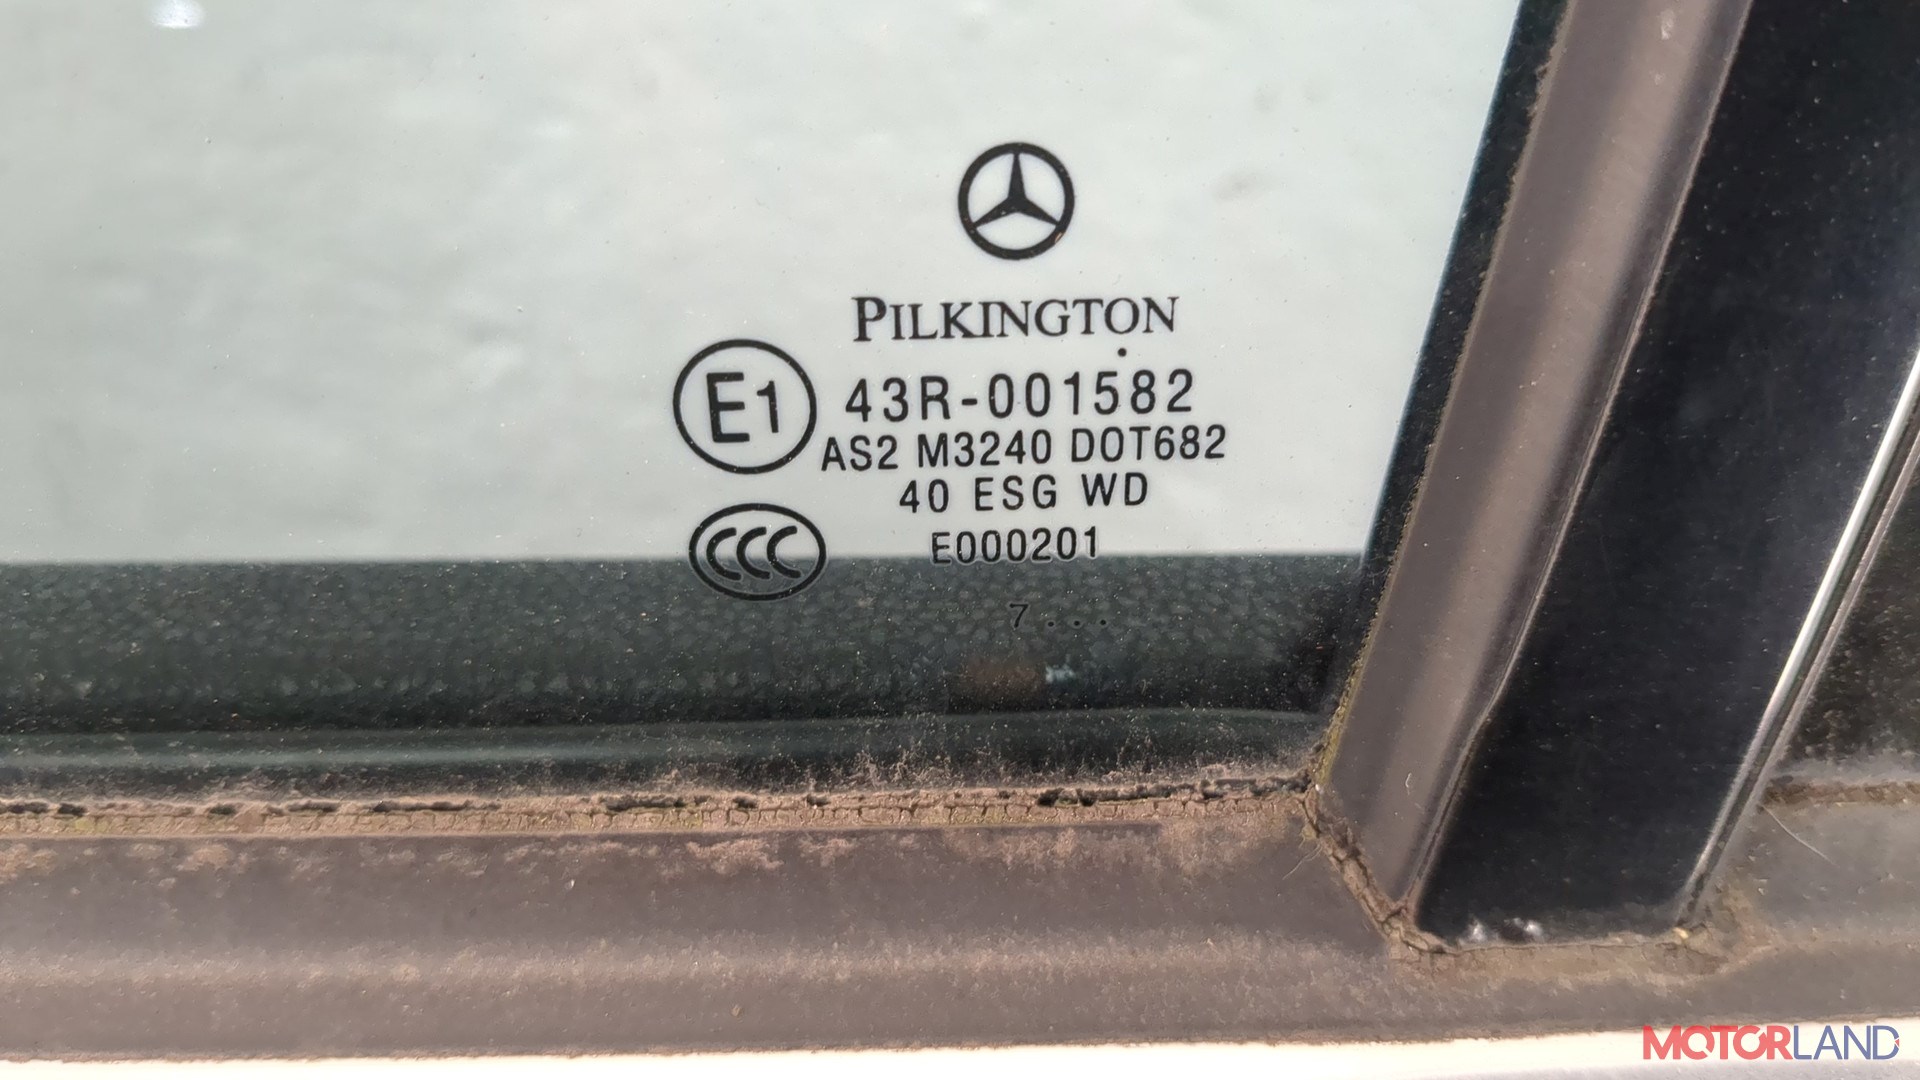 PILKINGTON
E1
43R-001582
AS2 M3240 DOT682
40 ESG WD
CCC
E000201
7...
MOTORLAND